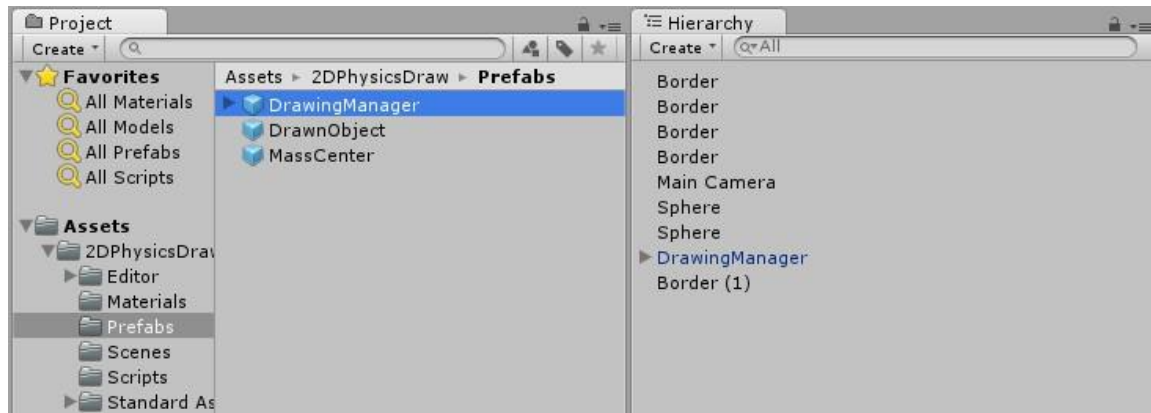 Project
Create
Favorites
All Materials
All Models
All Prefabs
All Scripts
Assets
2DPhysicsDraw
Editor
Materials
Prefabs
Scenes
Scripts
Standard As
Assets ▸ 2DPhysicsDraw ▸ Prefabs
DrawingManager
DrawnObject
MassCenter
Hierarchy
Create
All
Border
Border
Border
Border
Main Camera
Sphere
Sphere
DrawingManager
Border (1)